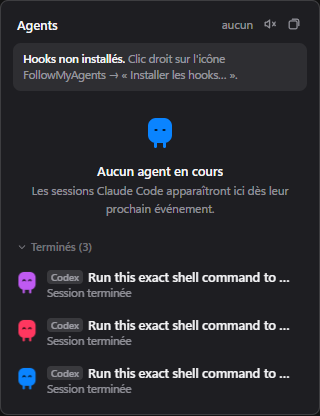 Agents
aucun
Hooks non installés. Clic droit sur l'icône
FollowMyAgents → « Installer les hooks... ».
Aucun agent en cours
Les sessions Claude Code apparaîtront ici dès leur
prochain événement.
Terminés (3)
Codex Run this exact shell command to ...
Session terminée
Codex Run this exact shell command to ...
Session terminée
Codex Run this exact shell command to ...
Session terminée